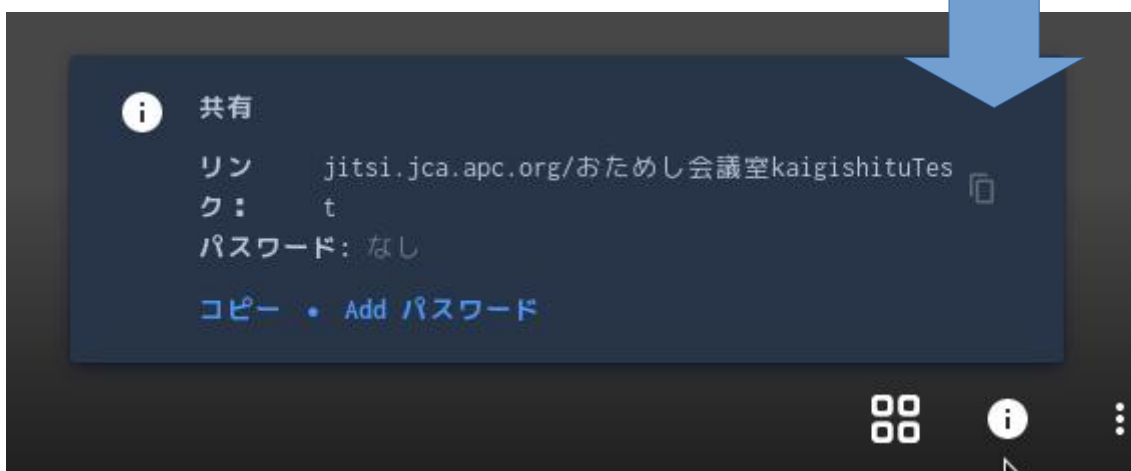 共有
リン jitsi.jca.apc.org/おためし会議室kaigishituTes
ク： t
パスワード: なし
コピー • Add パスワード